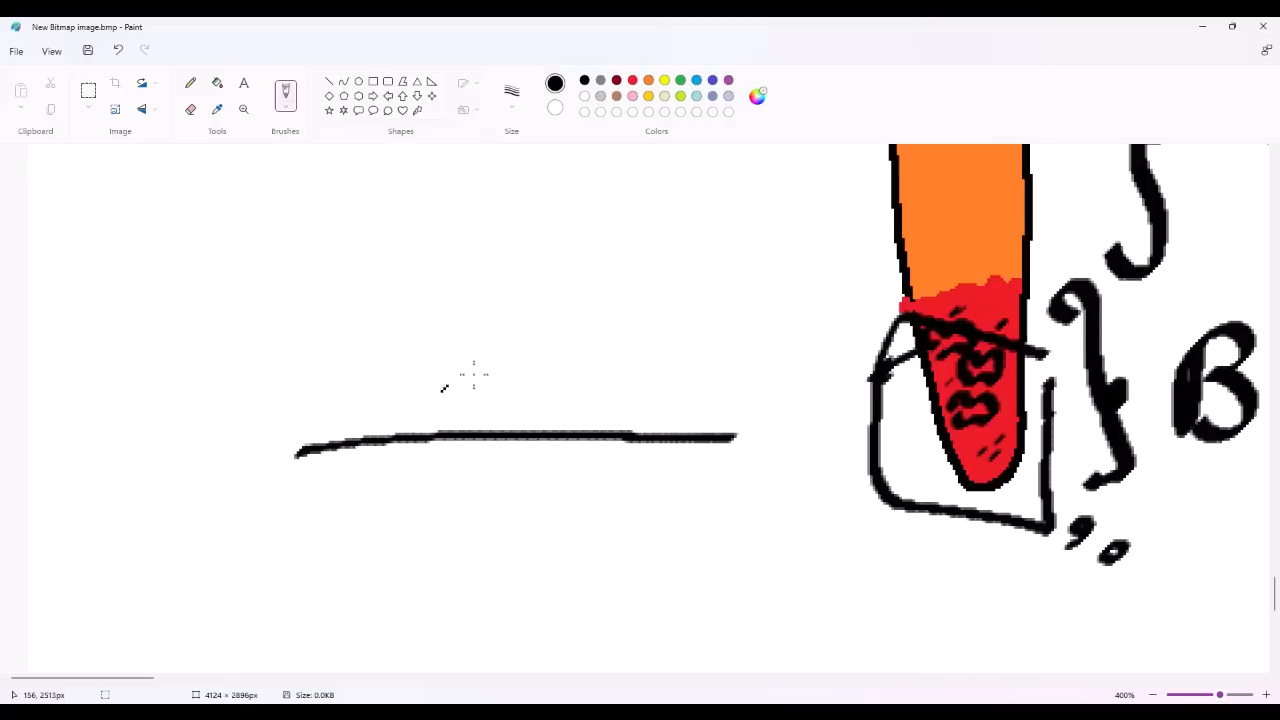 New Bitmap image.bmp - Paint
File View
A
Clipboard Image Tools Brushes Shapes Size Colors
B
156, 2513px 4124 × 2896px Size: 0.0KB 400%